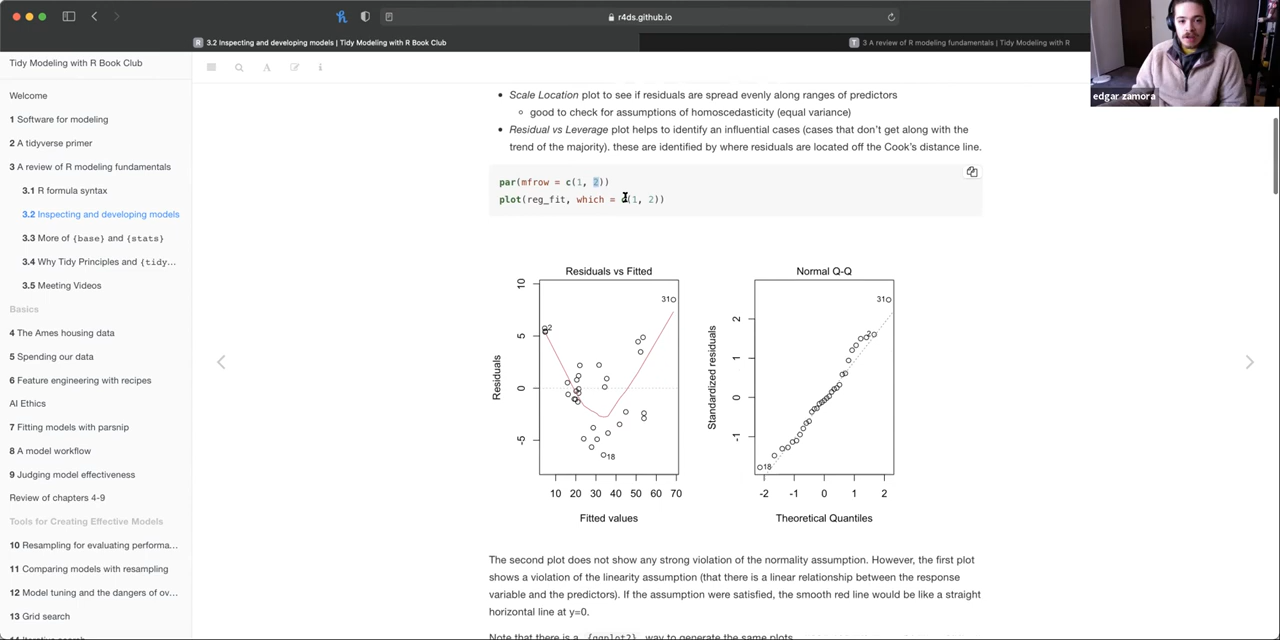 r4ds.github.io
R 3.2 Inspecting and developing models | Tidy Modeling with R Book Club
T 3 A review of R modeling fundamentals | Tidy Modeling with R
edgar zamora
Tidy Modeling with R Book Club
Welcome
1 Software for modeling
2 A tidyverse primer
3 A review of R modeling fundamentals
3.1 R formula syntax
3.2 Inspecting and developing models
3.3 More of {base} and {stats}
3.4 Why Tidy Principles and {tidy…
3.5 Meeting Videos
Basics
4 The Ames housing data
5 Spending our data
6 Feature engineering with recipes
AI Ethics
7 Fitting models with parsnip
8 A model workflow
9 Judging model effectiveness
Review of chapters 4-9
Tools for Creating Effective Models
10 Resampling for evaluating performa…
11 Comparing models with resampling
12 Model tuning and the dangers of ov…
13 Grid search
A
i
• Scale Location plot to see if residuals are spread evenly along ranges of predictors
good to check for assumptions of homoscedasticity (equal variance)
• Residual vs Leverage plot helps to identify an influential cases (cases that don't get along with the
trend of the majority). these are identified by where residuals are located off the Cook's distance line.
par(mfrow = c(1, 2))
plot(reg_fit, which = c(1, 2))
Residuals vs Fitted
Residuals
10
5
0
-5
31
2
18
10 20 30 40 50 60 70
Fitted values
Normal Q-Q
Standardized residuals
2
1
0
-1
31
2
18
-2 -1 0 1 2
Theoretical Quantiles
The second plot does not show any strong violation of the normality assumption. However, the first plot
shows a violation of the linearity assumption (that there is a linear relationship between the response
variable and the predictors). If the assumption were satisfied, the smooth red line would be like a straight
horizontal line at y=0.
Note that there is a {ggplot2} way to generate the same plots.